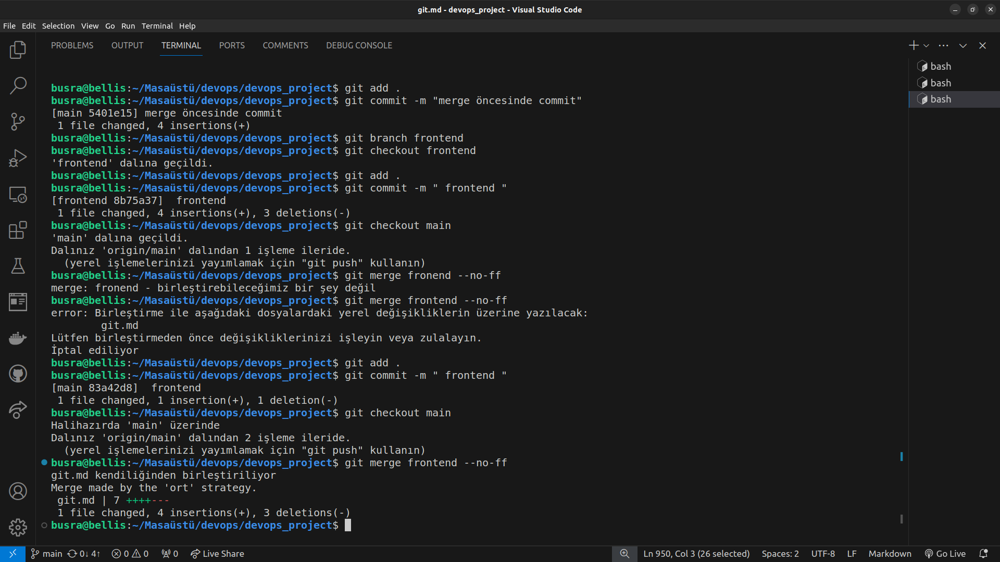 git.md - devops_project - Visual Studio Code
File Edit Selection View Go Run Terminal Help
PROBLEMS OUTPUT TERMINAL PORTS COMMENTS DEBUG CONSOLE
bash
bash
bash
busra@bellis:~/Masaüstü/devops/devops_project$ git add .
busra@bellis:~/Masaüstü/devops/devops_project$ git commit -m "merge öncesinde commit"
[main 5401e15] merge öncesinde commit
 1 file changed, 4 insertions(+)
busra@bellis:~/Masaüstü/devops/devops_project$ git branch frontend
busra@bellis:~/Masaüstü/devops/devops_project$ git checkout frontend
'frontend' dalına geçildi.
busra@bellis:~/Masaüstü/devops/devops_project$ git add .
busra@bellis:~/Masaüstü/devops/devops_project$ git commit -m " frontend "
[frontend 8b75a37]  frontend
 1 file changed, 4 insertions(+), 3 deletions(-)
busra@bellis:~/Masaüstü/devops/devops_project$ git checkout main
'main' dalına geçildi.
Dalınız 'origin/main' dalından 1 işleme ileride.
  (yerel işlemelerinizi yayımlamak için "git push" kullanın)
busra@bellis:~/Masaüstü/devops/devops_project$ git merge fronend --no-ff
merge: fronend - birleştirebileceğimiz bir şey değil
busra@bellis:~/Masaüstü/devops/devops_project$ git merge frontend --no-ff
error: Birleştirme ile aşağıdaki dosyalardaki yerel değişikliklerin üzerine yazılacak:
        git.md
Lütfen birleştirmeden önce değişikliklerinizi işleyin veya zulalayın.
İptal ediliyor
busra@bellis:~/Masaüstü/devops/devops_project$ git add .
busra@bellis:~/Masaüstü/devops/devops_project$ git commit -m " frontend "
[main 83a42d8]  frontend
 1 file changed, 1 insertion(+), 1 deletion(-)
busra@bellis:~/Masaüstü/devops/devops_project$ git checkout main
Halihazırda 'main' üzerinde
Dalınız 'origin/main' dalından 2 işleme ileride.
  (yerel işlemelerinizi yayımlamak için "git push" kullanın)
busra@bellis:~/Masaüstü/devops/devops_project$ git merge frontend --no-ff
git.md kendiliğinden birleştiriliyor
Merge made by the 'ort' strategy.
 git.md | 7 ++++---
 1 file changed, 4 insertions(+), 3 deletions(-)
busra@bellis:~/Masaüstü/devops/devops_project$
main 0↓ 4↑ 0 0 0 Live Share Ln 950, Col 3 (26 selected) Spaces: 2 UTF-8 LF Markdown Go Live